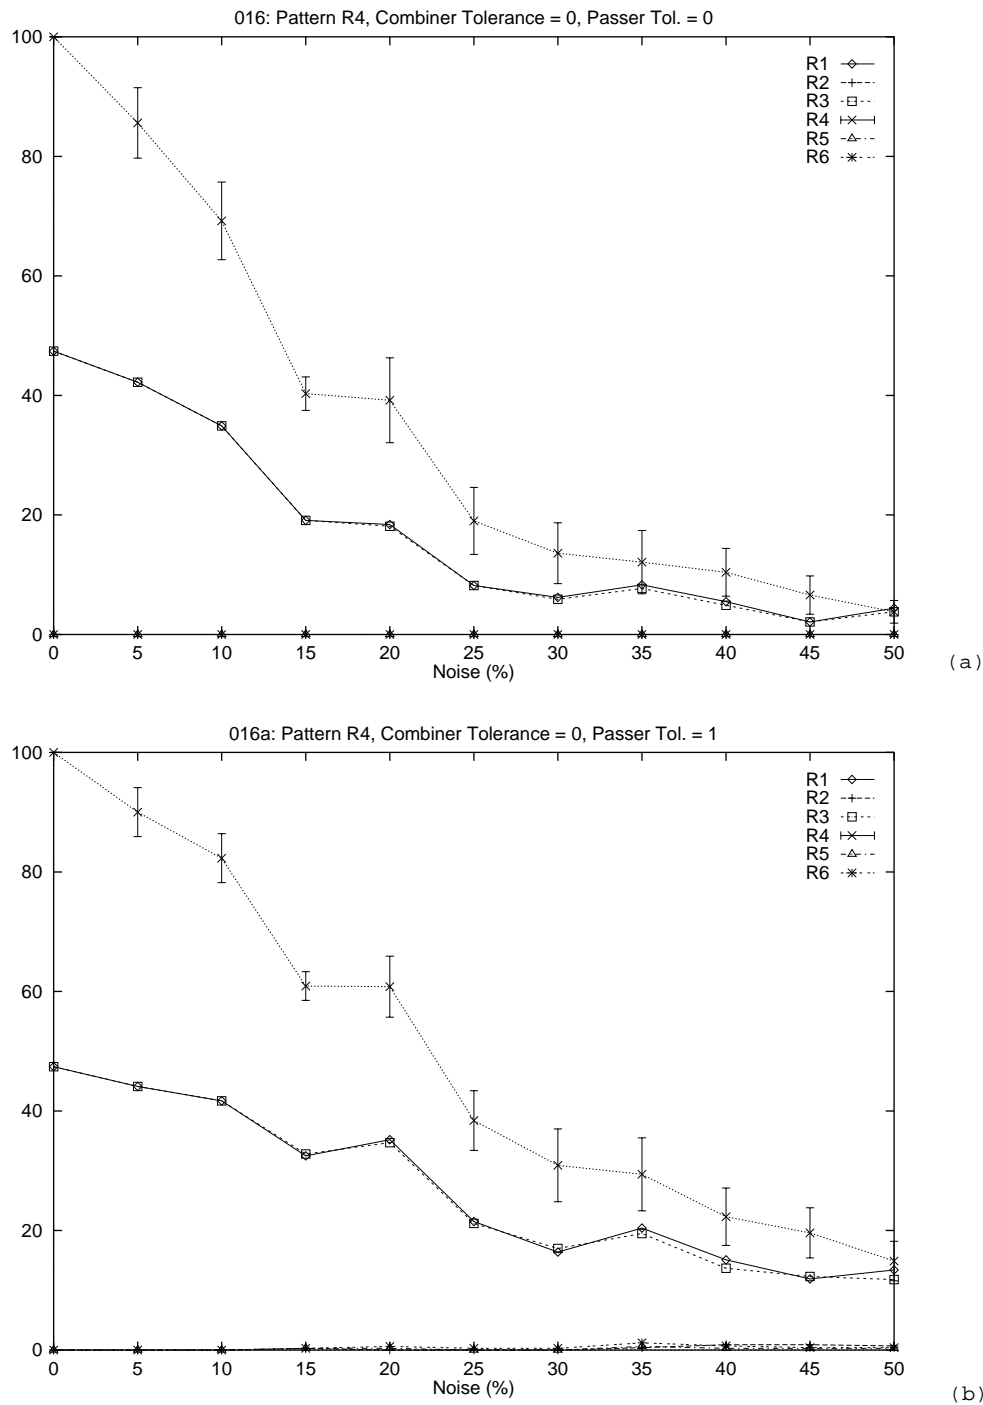 016: Pattern R4, Combiner Tolerance = 0, Passer Tol. = 0
100
80
60
40
20
0
R1
R2
R3
R4
R5
R6
0 5 10 15 20 25 30 35 40 45 50
Noise (%)
(a)
016a: Pattern R4, Combiner Tolerance = 0, Passer Tol. = 1
100
80
60
40
20
0
R1
R2
R3
R4
R5
R6
0 5 10 15 20 25 30 35 40 45 50
Noise (%)
(b)